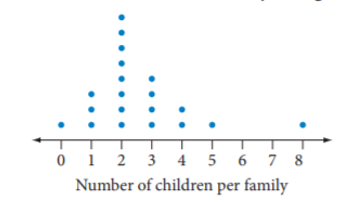 0 1 2 3 4 5 6 7 8
Number of children per family